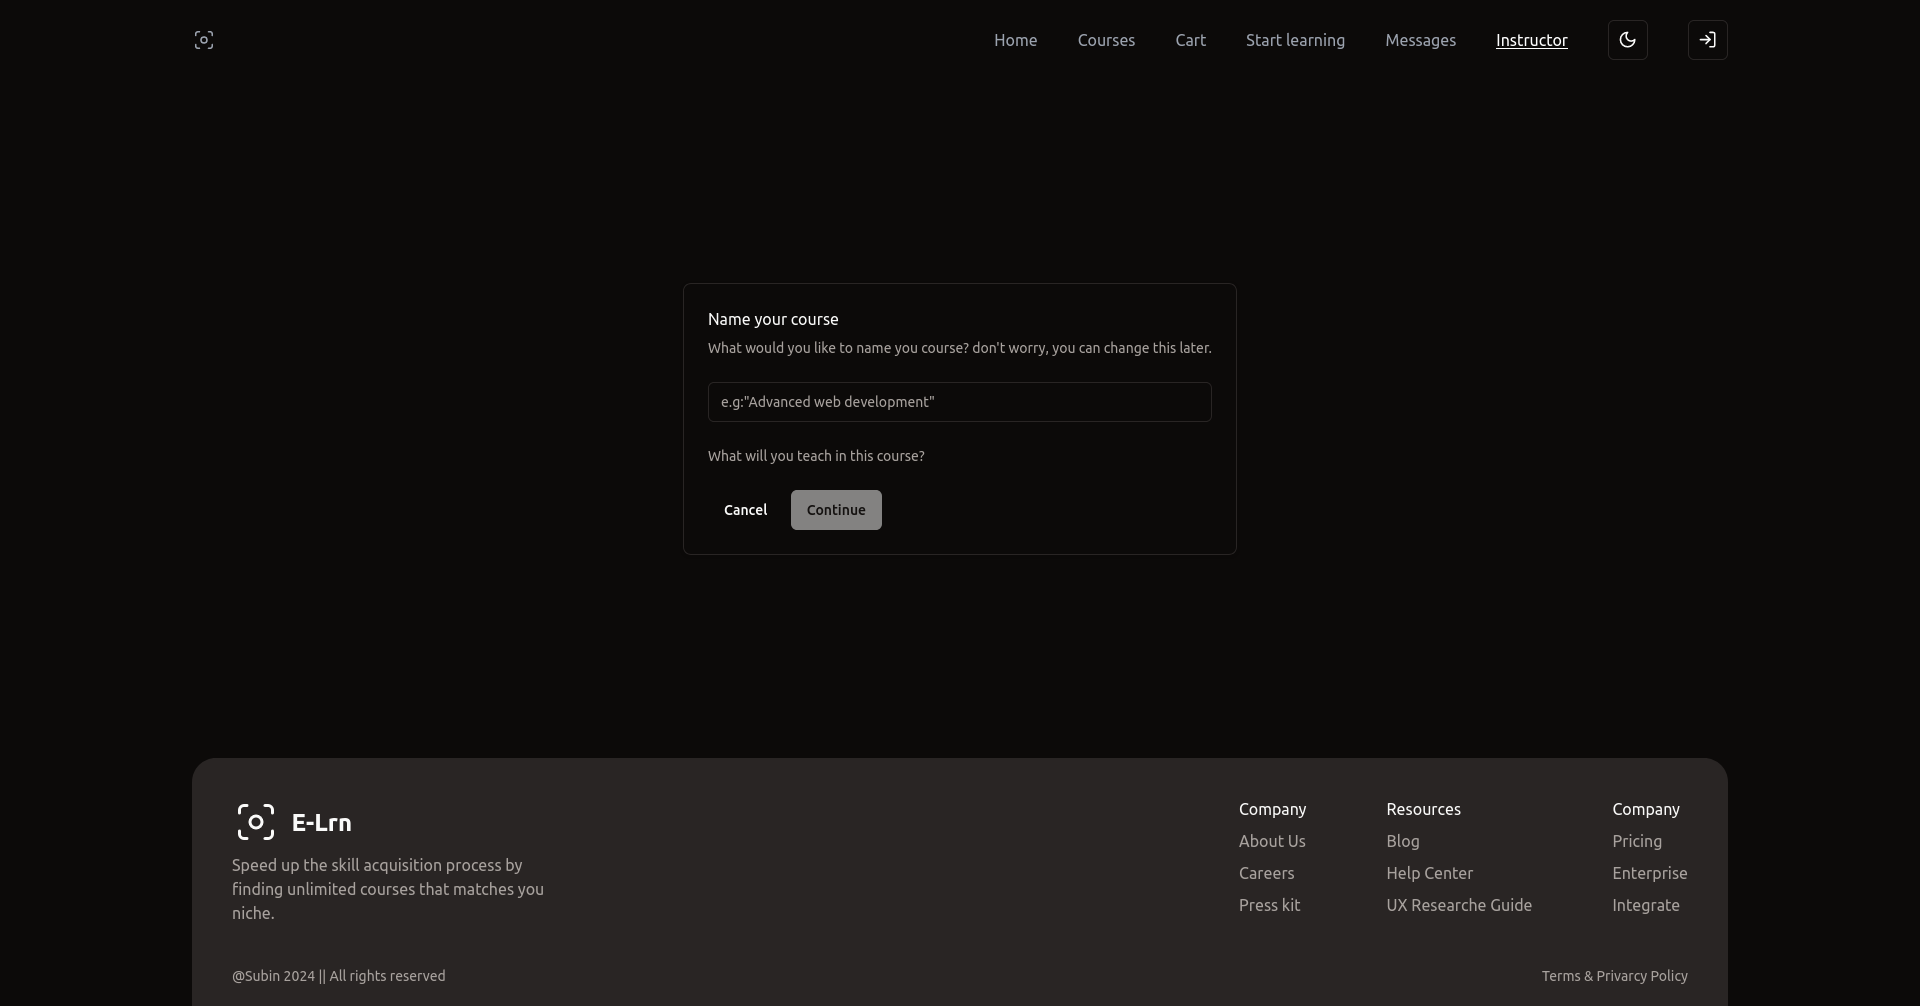 Home Courses Cart Start learning Messages Instructor
Name your course
What would you like to name you course? don't worry, you can change this later.
e.g:"Advanced web development"
What will you teach in this course?
Cancel Continue
E-Lrn
Speed up the skill acquisition process by
finding unlimited courses that matches you
niche.
Company
About Us
Careers
Press kit
Resources
Blog
Help Center
UX Researche Guide
Company
Pricing
Enterprise
Integrate
@Subin 2024 || All rights reserved
Terms & Privarcy Policy